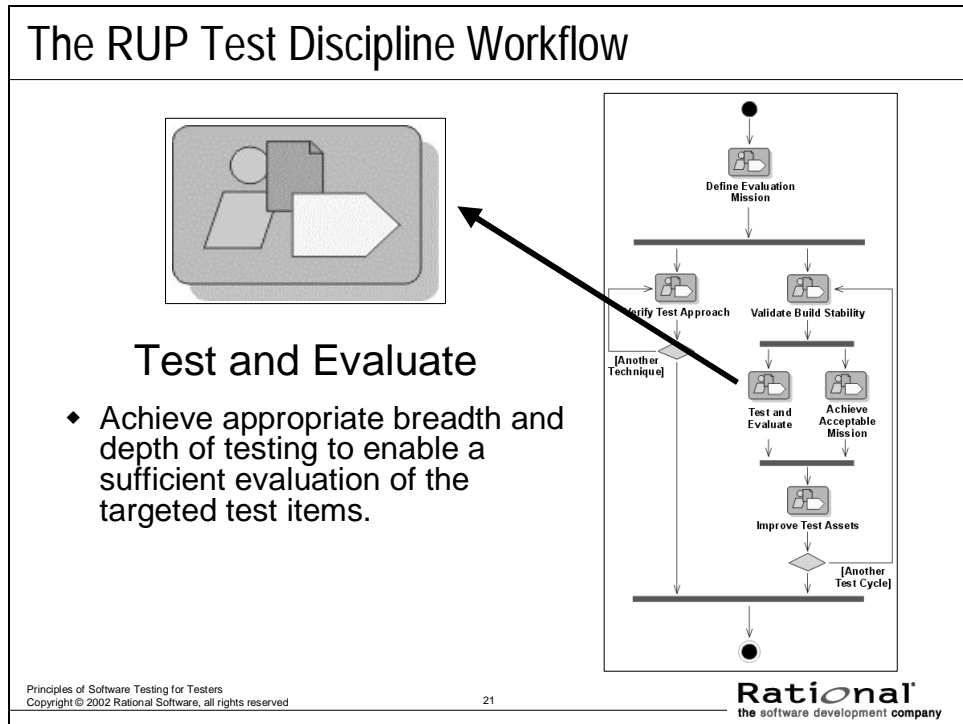 The RUP Test Discipline Workflow
Test and Evaluate
◆ Achieve appropriate breadth and
depth of testing to enable a
sufficient evaluation of the
targeted test items.
Define Evaluation
Mission
Verify Test Approach
Validate Build Stability
[Another
Technique]
Test and
Evaluate
Achieve
Acceptable
Mission
Improve Test Assets
[Another
Test Cycle]
Principles of Software Testing for Testers
Copyright © 2002 Rational Software, all rights reserved
21
Rational
the software development company